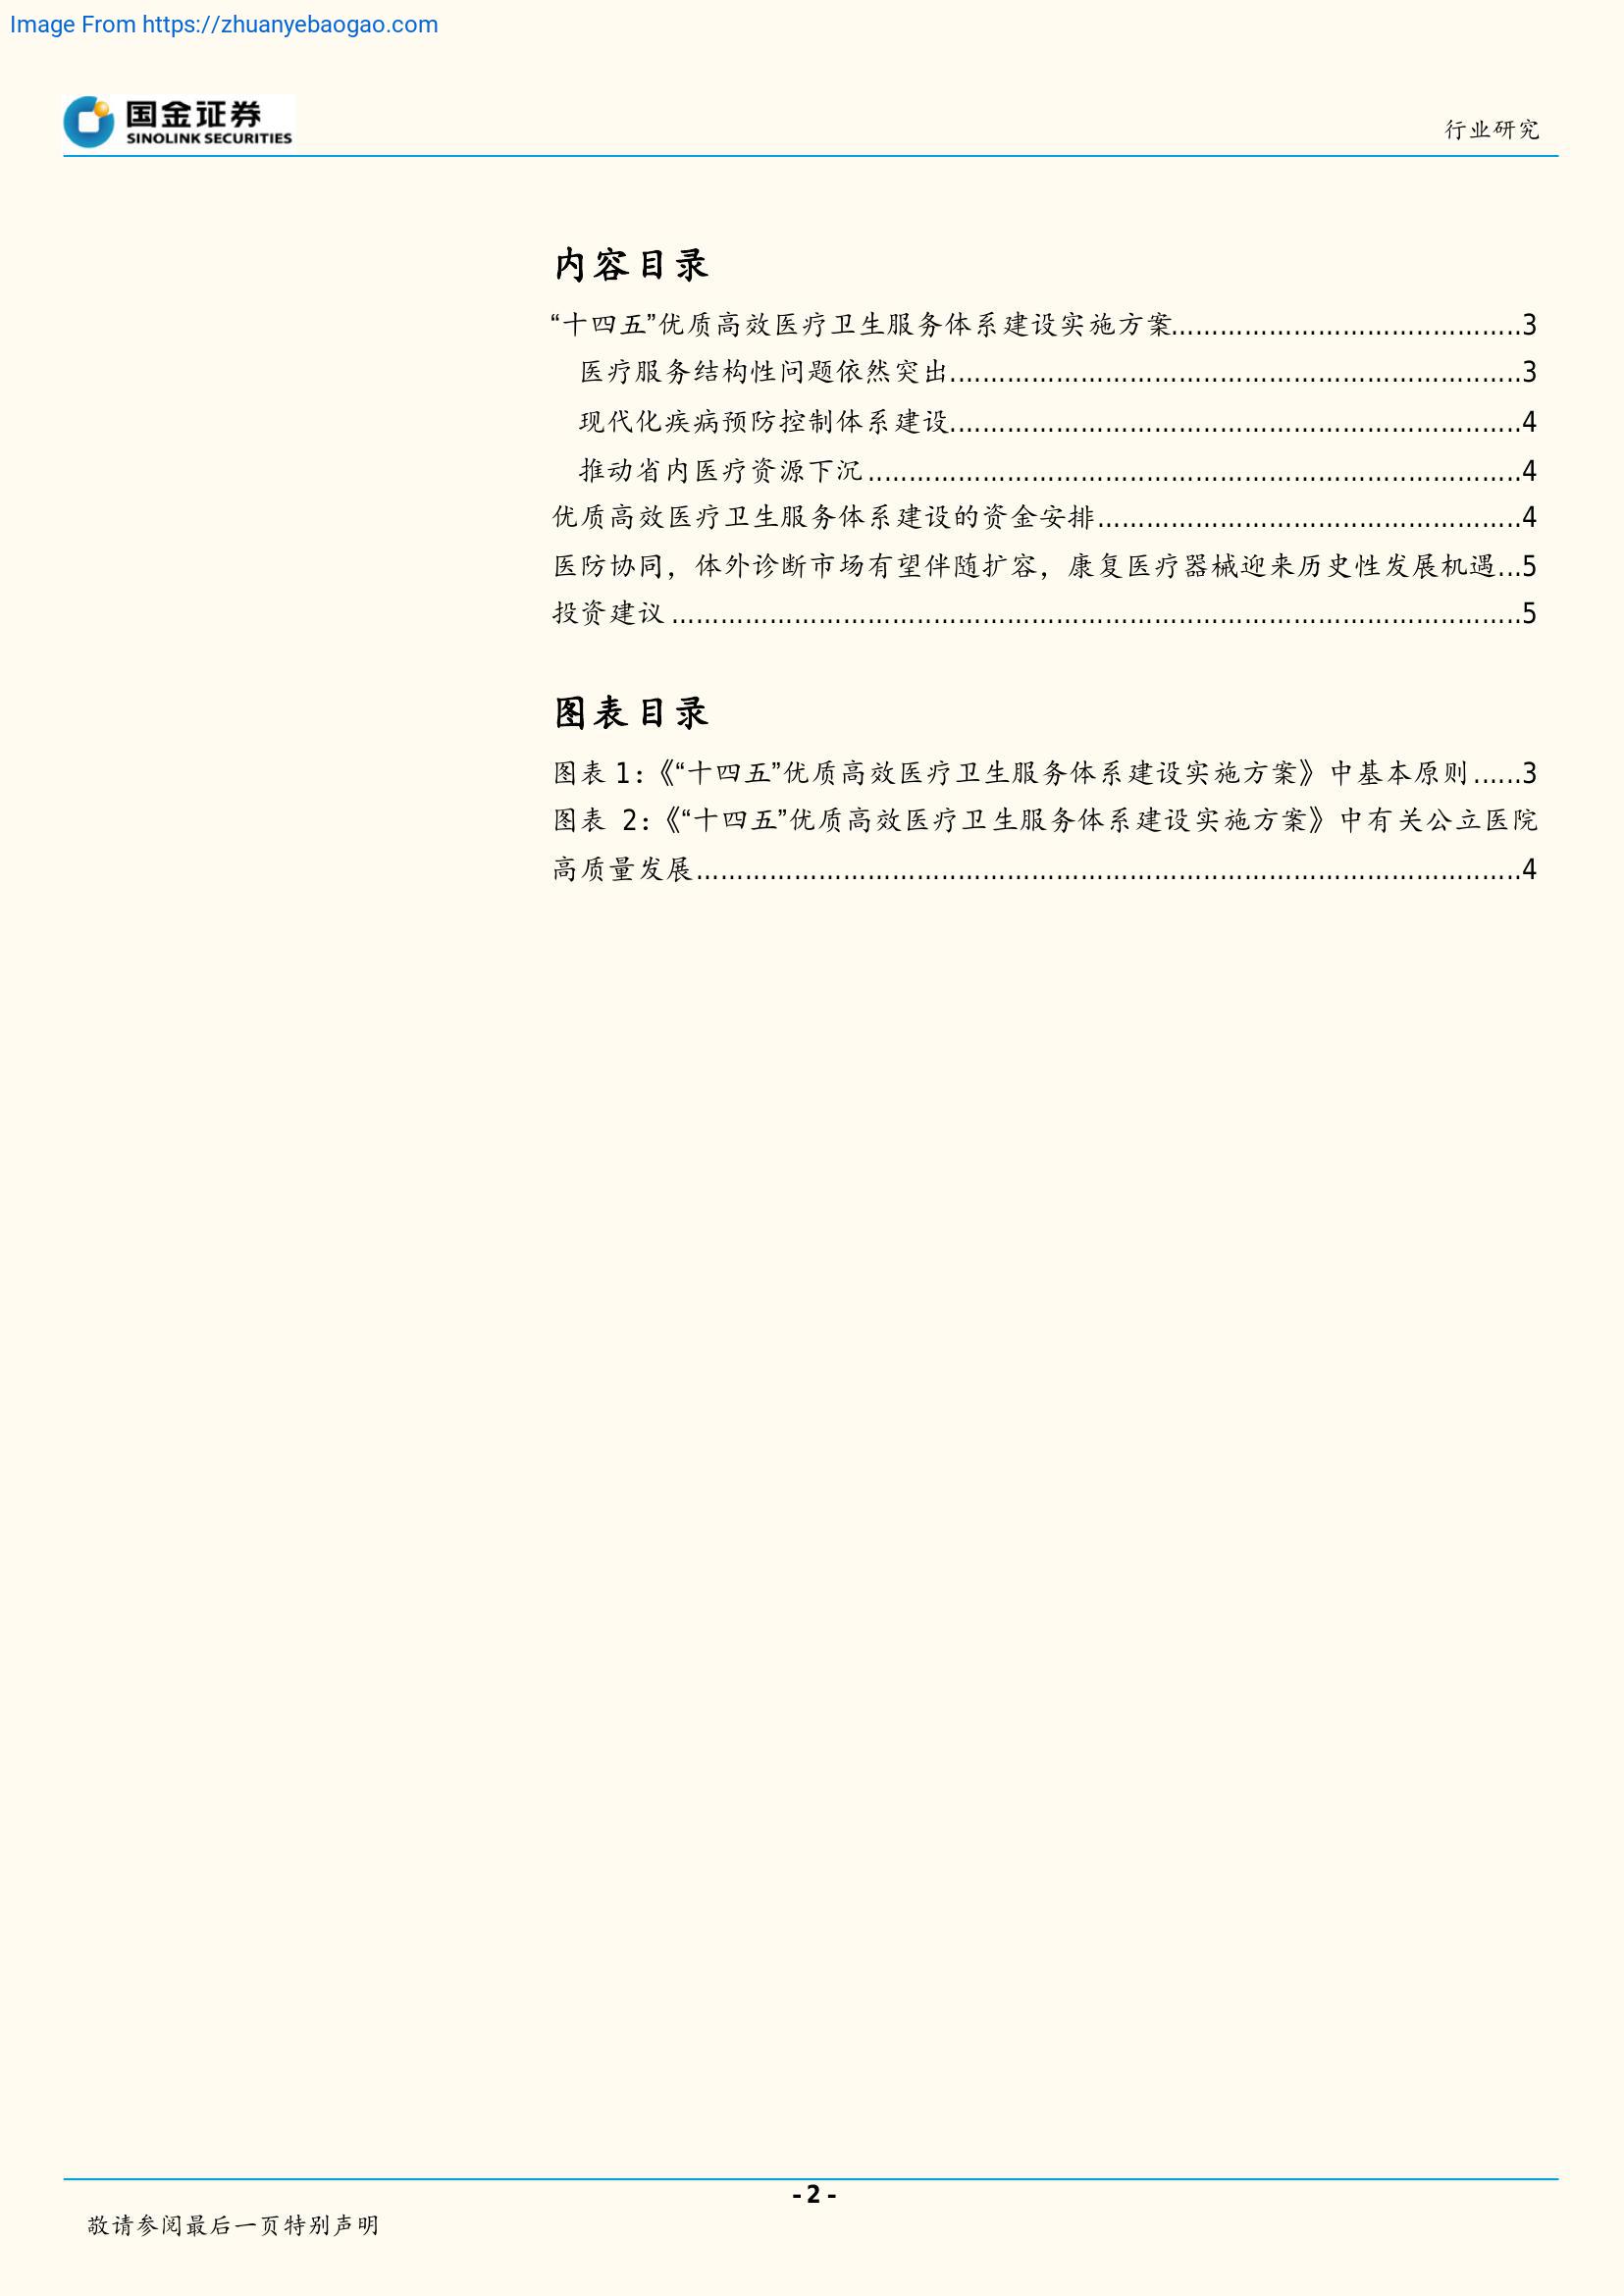 Image From https://zhuanyebaogao.com
国金证券
SINOLINK SECURITIES
行业研究
内容目录
“十四五”优质高效医疗卫生服务体系建设实施方案..........................................3
医疗服务结构性问题依然突出......................................................................3
现代化疾病预防控制体系建设......................................................................4
推动省内医疗资源下沉................................................................................4
优质高效医疗卫生服务体系建设的资金安排....................................................4
医防协同，体外诊断市场有望伴随扩容，康复医疗器械迎来历史性发展机遇...5
投资建议........................................................................................................5
图表目录
图表 1：《“十四五”优质高效医疗卫生服务体系建设实施方案》中基本原则......3
图表 2：《“十四五”优质高效医疗卫生服务体系建设实施方案》中有关公立医院
高质量发展.....................................................................................................4
- 2 -
敬请参阅最后一页特别声明